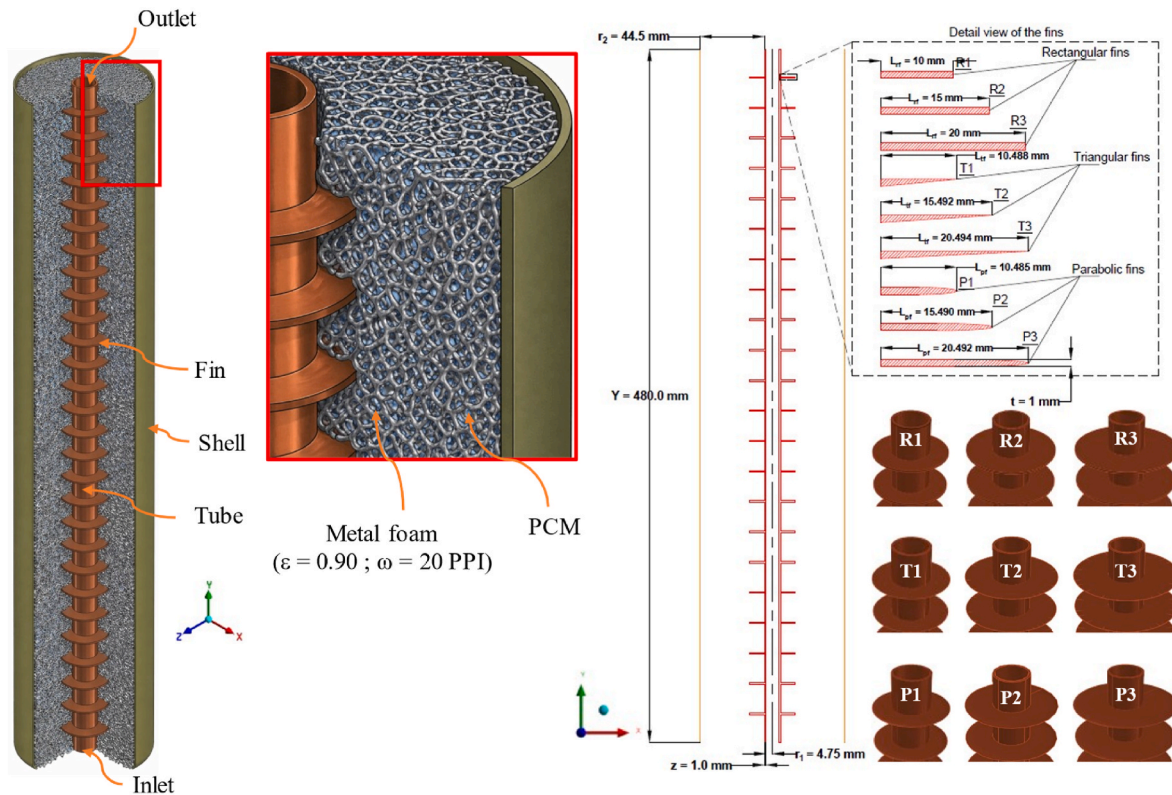 Outlet
Fin
Shell
Tube
Inlet
Y
Z
X
Metal foam
(ε = 0.90 ; ω = 20 PPI)
PCM
r₂ = 44.5 mm
Y = 480.0 mm
r₁ = 4.75 mm
z = 1.0 mm
Y
X
Detail view of the fins
Rectangular fins
Lrf = 10 mm
R1
Lrf = 15 mm
R2
Lrf = 20 mm
R3
Ltf = 10.488 mm
T1
Triangular fins
Ltf = 15.492 mm
T2
Ltf = 20.494 mm
T3
Lpf = 10.485 mm
P1
Parabolic fins
Lpf = 15.490 mm
P2
Lpf = 20.492 mm
P3
t = 1 mm
R1 R2 R3
T1 T2 T3
P1 P2 P3